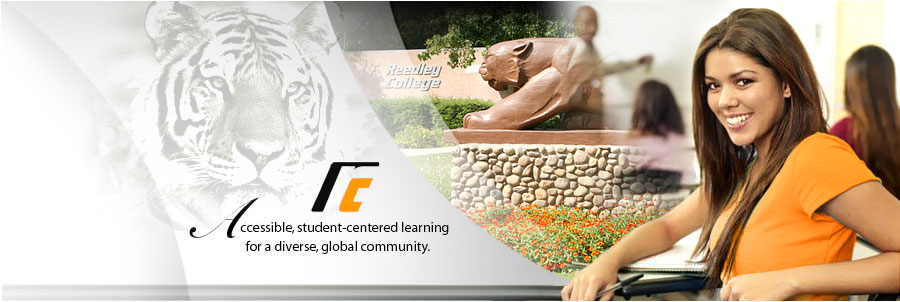 Reedley
College
rc
Accessible, student-centered learning
for a diverse, global community.